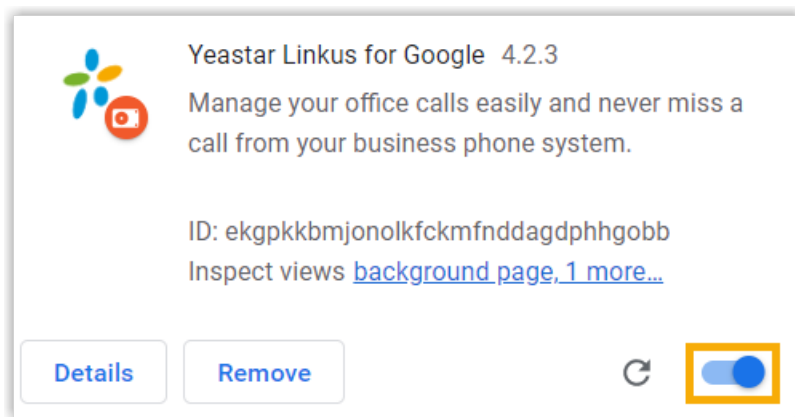 Yeastar Linkus for Google 4.2.3
Manage your office calls easily and never miss a
call from your business phone system.
ID: ekgpkkbmjonolkfckmfnddagdphhgobb
Inspect views background page, 1 more...
Details Remove